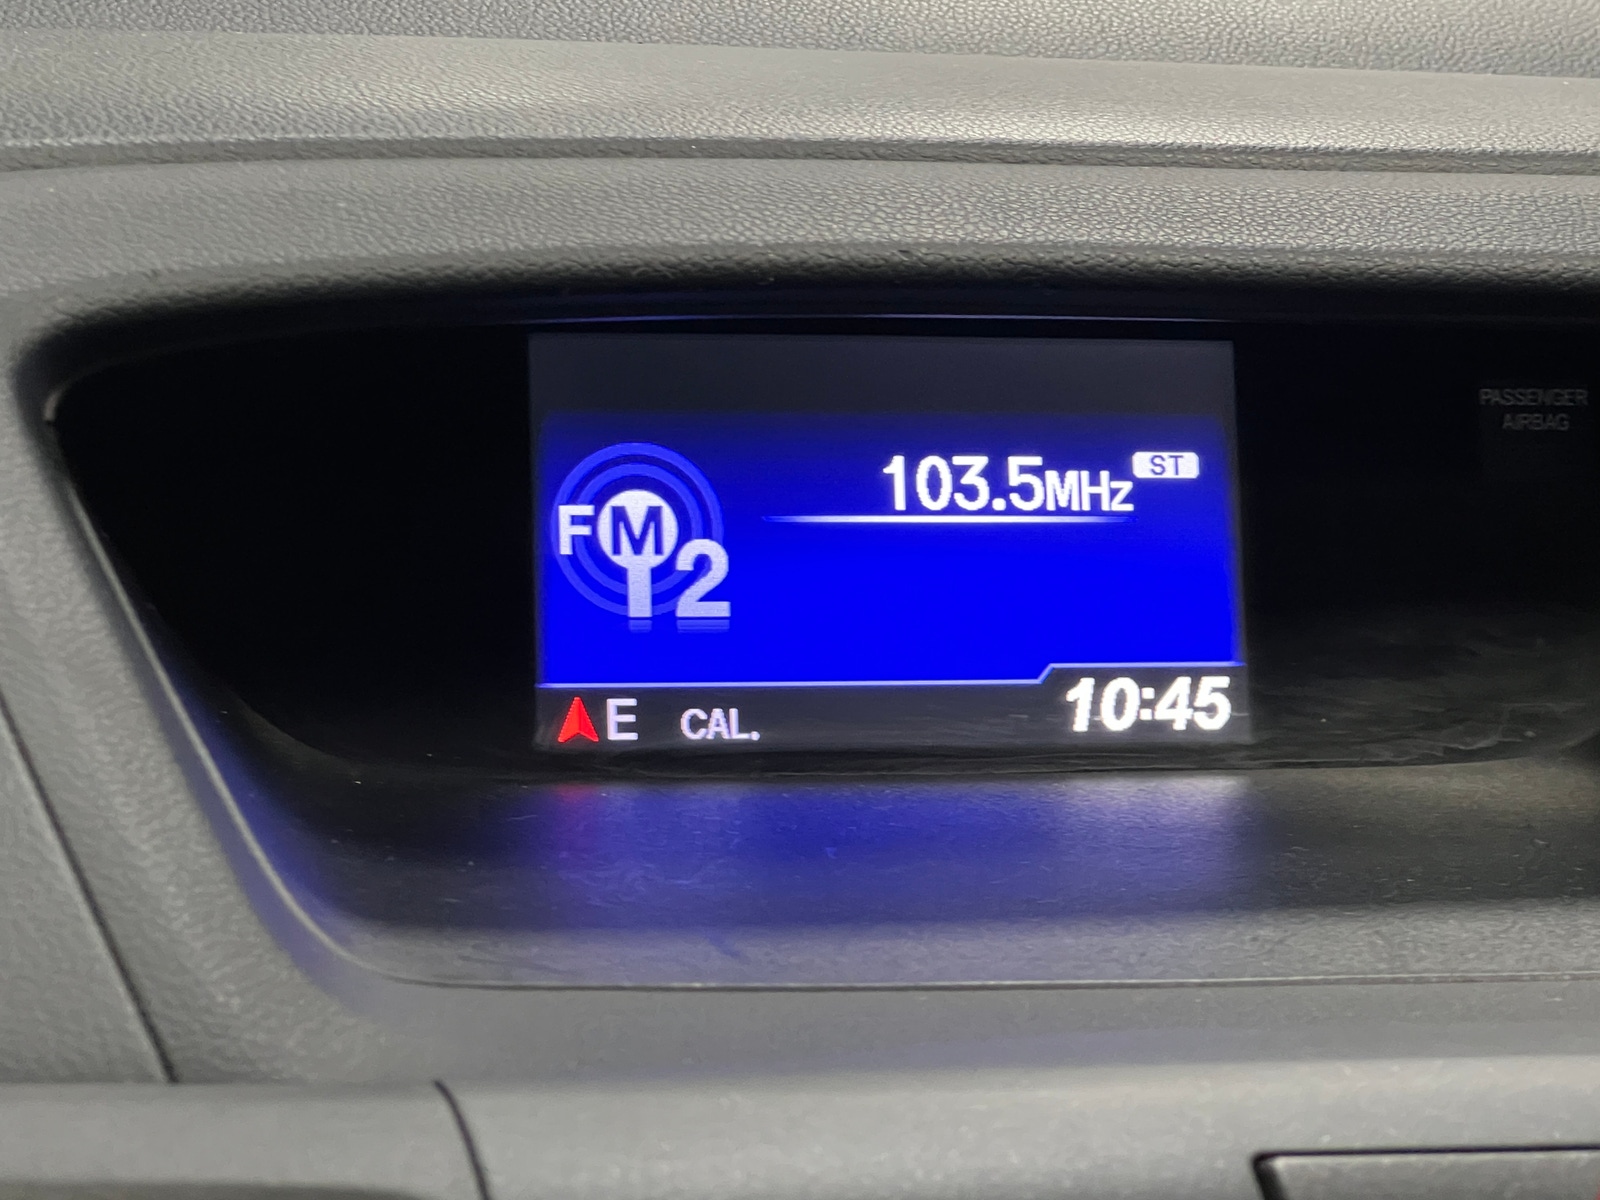 103.5MHz ST
FM 2
E CAL. 10:45
PASSENGER
AIRBAG